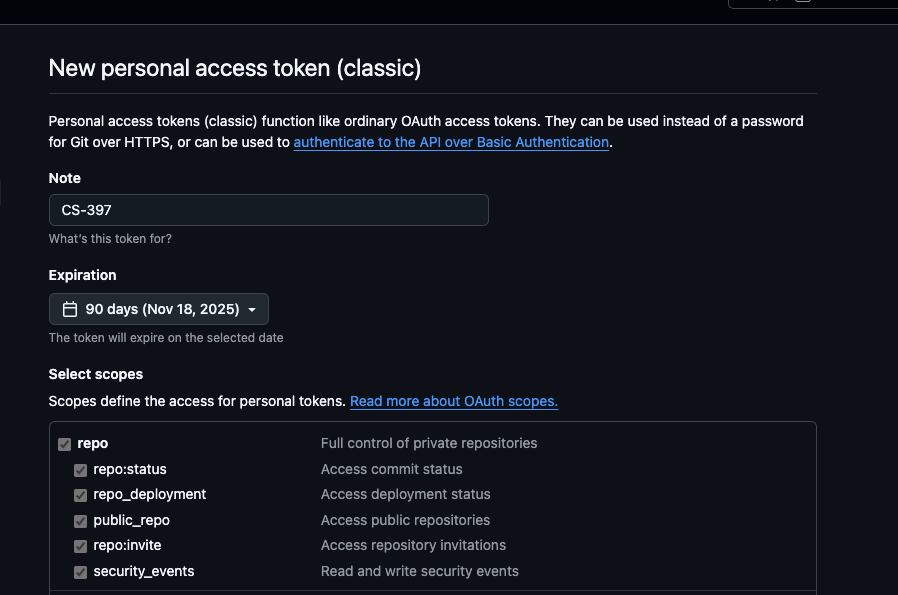 New personal access token (classic)
Personal access tokens (classic) function like ordinary OAuth access tokens. They can be used instead of a password
for Git over HTTPS, or can be used to authenticate to the API over Basic Authentication.
Note
CS-397
What's this token for?
Expiration
90 days (Nov 18, 2025)
The token will expire on the selected date
Select scopes
Scopes define the access for personal tokens. Read more about OAuth scopes.
repo Full control of private repositories
repo:status Access commit status
repo_deployment Access deployment status
public_repo Access public repositories
repo:invite Access repository invitations
security_events Read and write security events